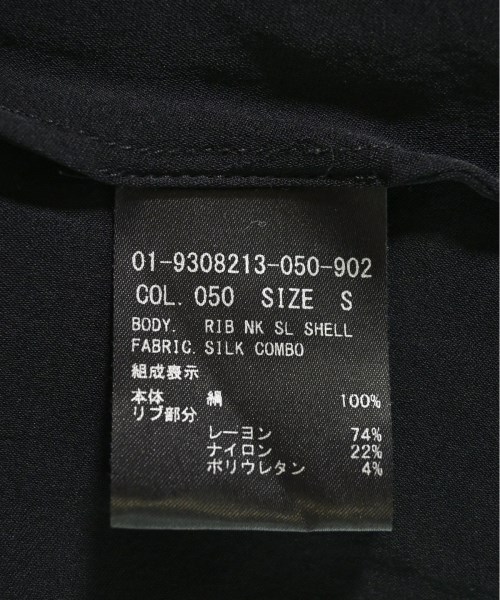 01-9308213-050-902
COL. 050 SIZE S
BODY. RIB NK SL SHELL
FABRIC. SILK COMBO
組成表示
本体 絹 100%
リブ部分
レーヨン 74%
ナイロン 22%
ポリウレタン 4%